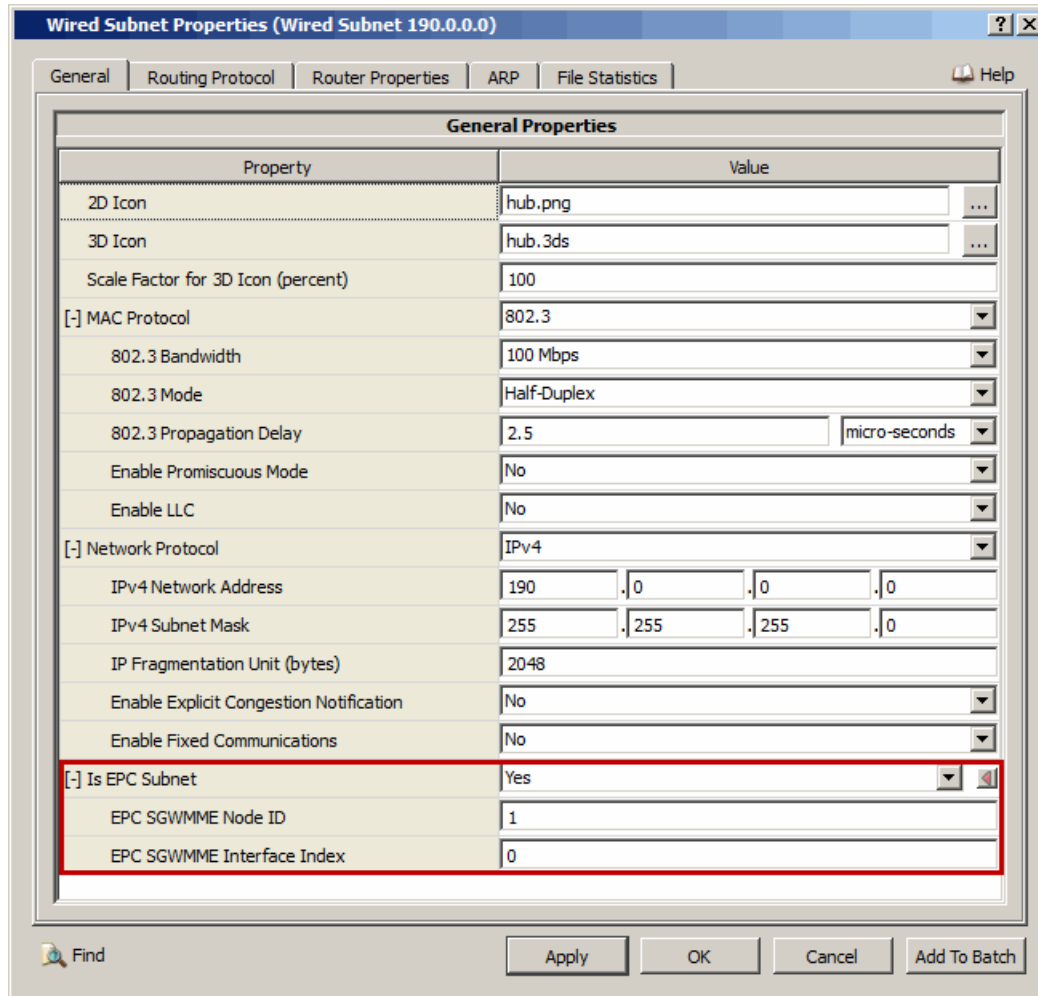 Wired Subnet Properties (Wired Subnet 190.0.0.0) ? X
General Routing Protocol Router Properties ARP File Statistics Help
General Properties
Property Value
2D Icon hub.png ...
3D Icon hub.3ds ...
Scale Factor for 3D Icon (percent) 100
[-] MAC Protocol 802.3
802.3 Bandwidth 100 Mbps
802.3 Mode Half-Duplex
802.3 Propagation Delay 2.5 micro-seconds
Enable Promiscuous Mode No
Enable LLC No
[-] Network Protocol IPv4
IPv4 Network Address 190 . 0 . 0 . 0
IPv4 Subnet Mask 255 . 255 . 255 . 0
IP Fragmentation Unit (bytes) 2048
Enable Explicit Congestion Notification No
Enable Fixed Communications No
[-] Is EPC Subnet Yes
EPC SGWMME Node ID 1
EPC SGWMME Interface Index 0
Find Apply OK Cancel Add To Batch